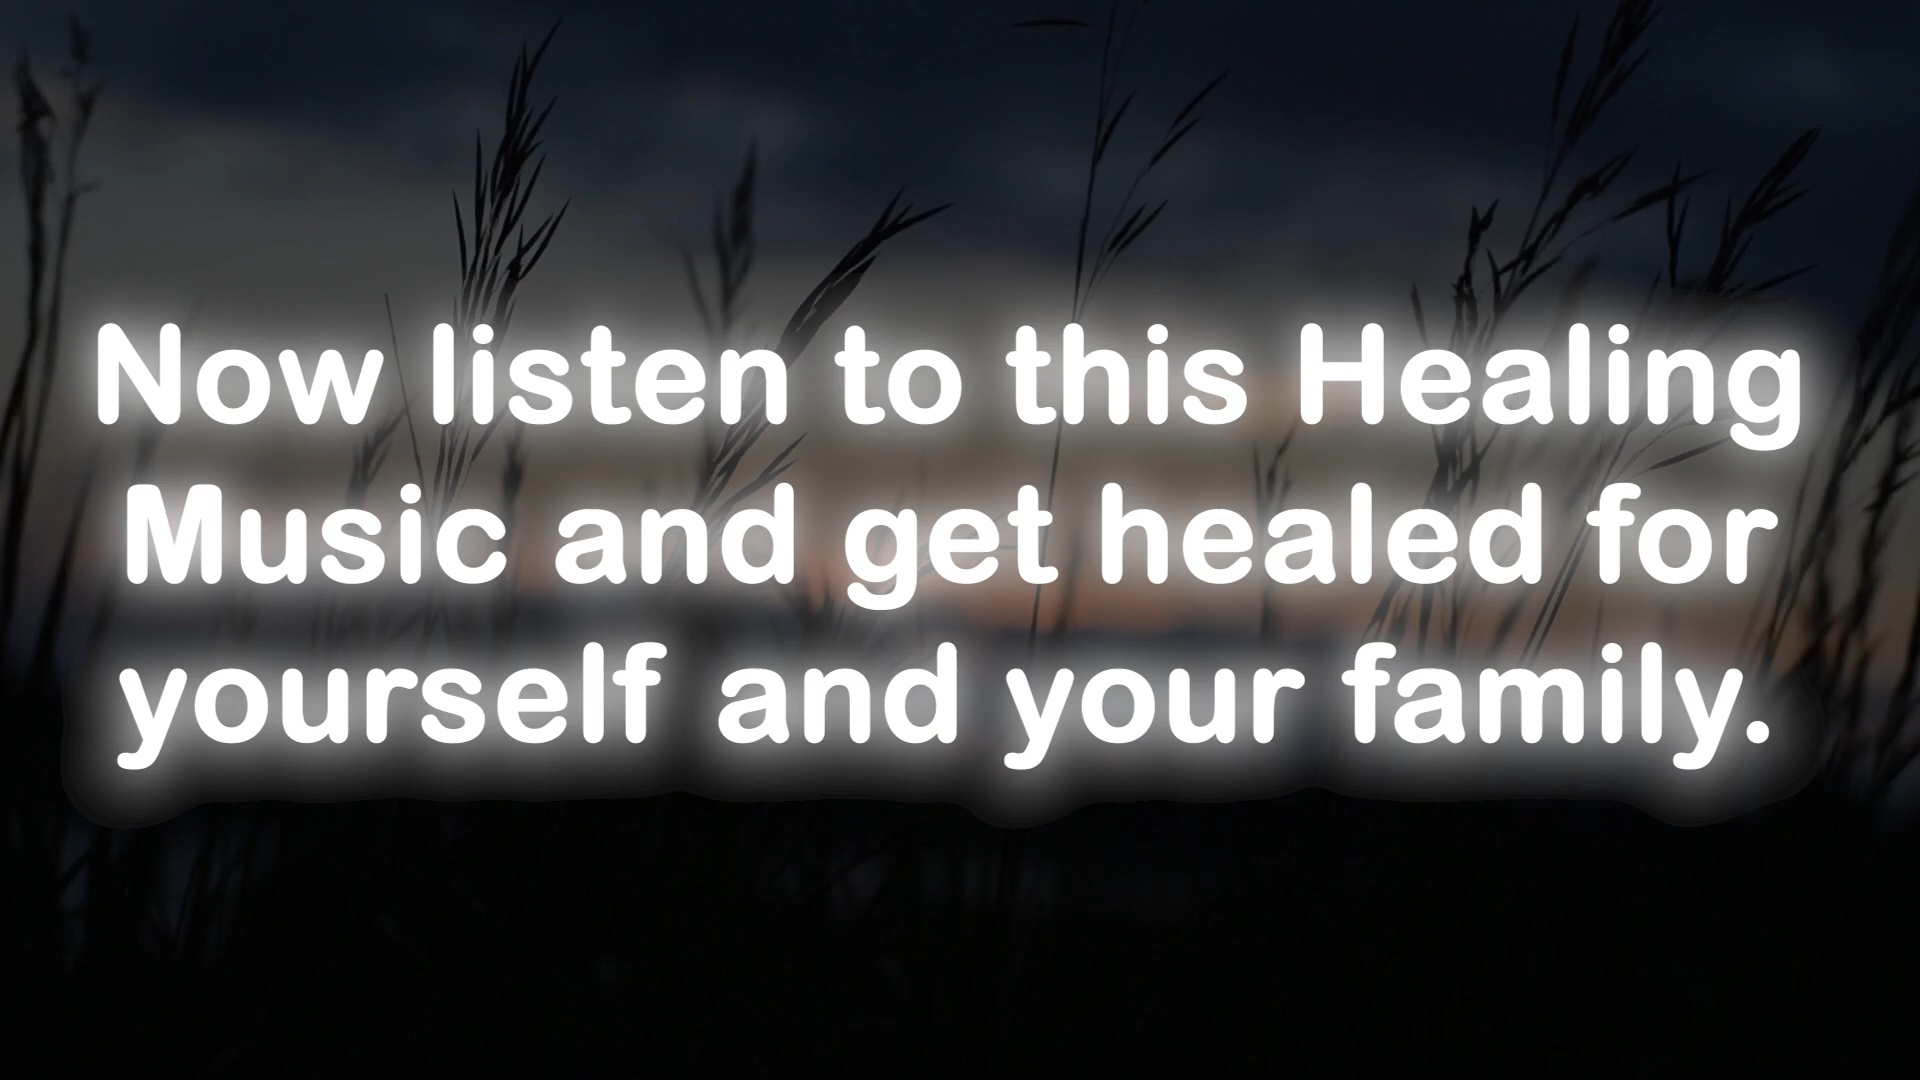 Now listen to this Healing
Music and get healed for
yourself and your family.